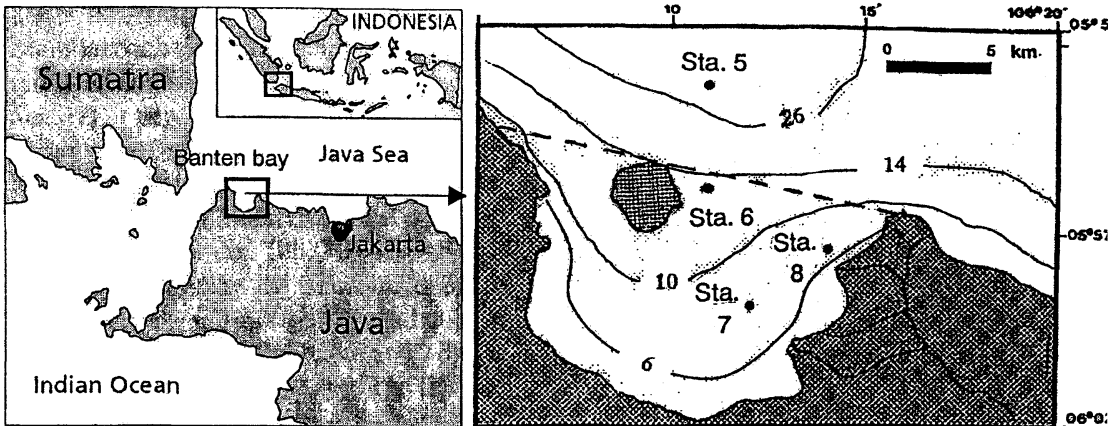 INDONESIA
Sumatra
Banten bay
Java Sea
Jakarta
Java
Indian Ocean
10
15'
106°20'
0 5 km.
Sta. 5
26
14
Sta. 6
Sta.
8
10
Sta.
7
6